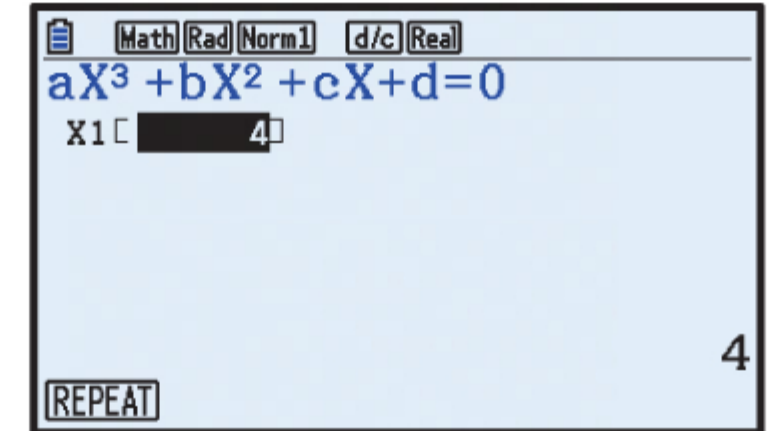 Math Rad Norm1 d/c Real
aX³+bX²+cX+d=0
X1[ 4]
4
REPEAT